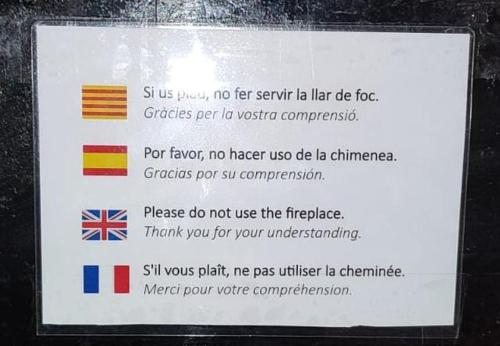 Si us plau, no fer servir la llar de foc.
Gràcies per la vostra comprensió.
Por favor, no hacer uso de la chimenea.
Gracias por su comprensión.
Please do not use the fireplace.
Thank you for your understanding.
S'il vous plaît, ne pas utiliser la cheminée.
Merci pour votre compréhension.